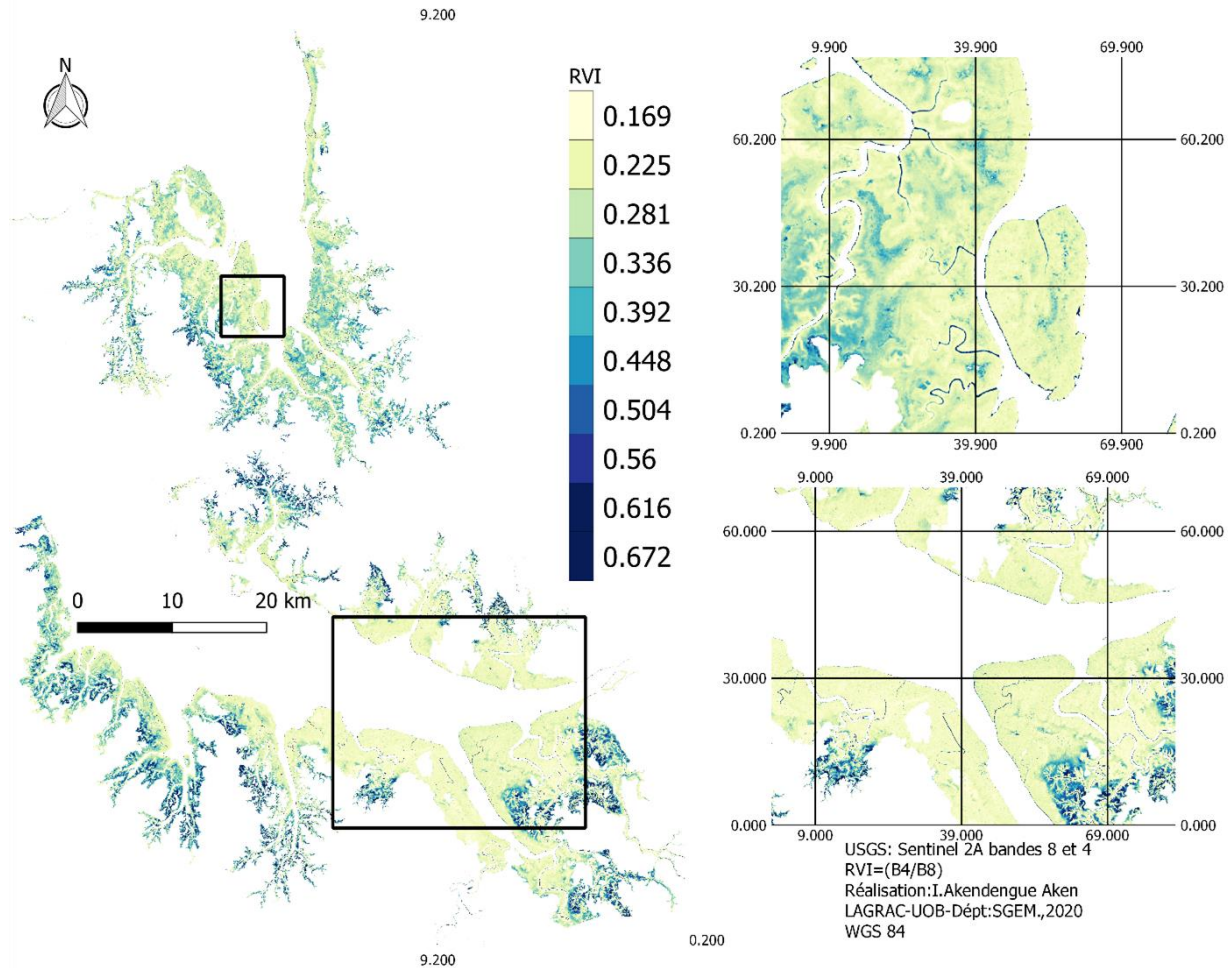 9.200
N
RVI
0.169
0.225
0.281
0.336
0.392
0.448
0.504
0.56
0.616
0.672
0 10 20 km
9.200
0.200
9.900 39.900 69.900
60.200 60.200
30.200 30.200
0.200 0.200
9.900 39.900 69.900
9.000 39.000 69.000
60.000 60.000
30.000 30.000
0.000 0.000
9.000 39.000 69.000
USGS: Sentinel 2A bandes 8 et 4
RVI=(B4/B8)
Réalisation:I.Akendengue Aken
LAGRAC-UOB-Dépt:SGEM.,2020
WGS 84